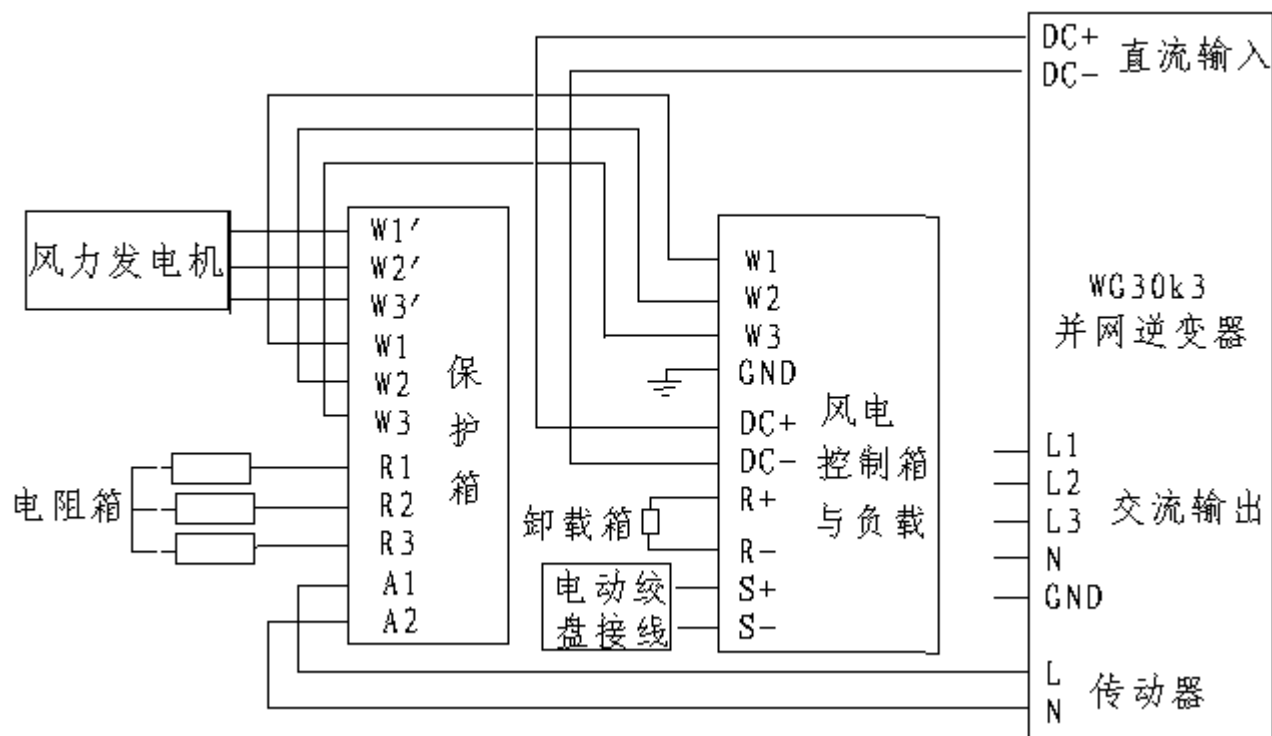 DC+
DC-
直流输入
风力发电机
W1′
W2′
W3′
W1
W2
W3
R1
R2
R3
A1
A2
保护箱
电阻箱
W1
W2
W3
GND
DC+
DC-
R+
R-
S+
S-
风电
控制箱
与负载
卸载箱
电动绞
盘接线
WG30k3
并网逆变器
L1
L2
L3
N
GND
交流输出
L
N
传动器